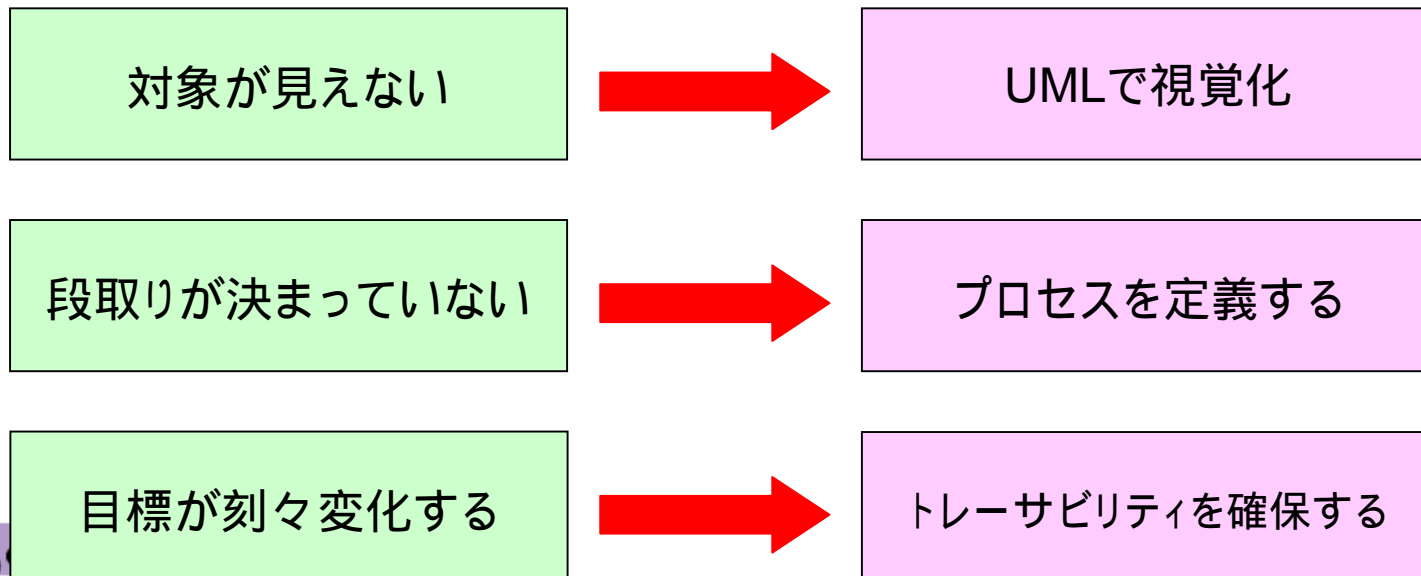 対象が見えない
UMLで視覚化
段取りが決まっていない
プロセスを定義する
目標が刻々変化する
トレーサビリティを確保する